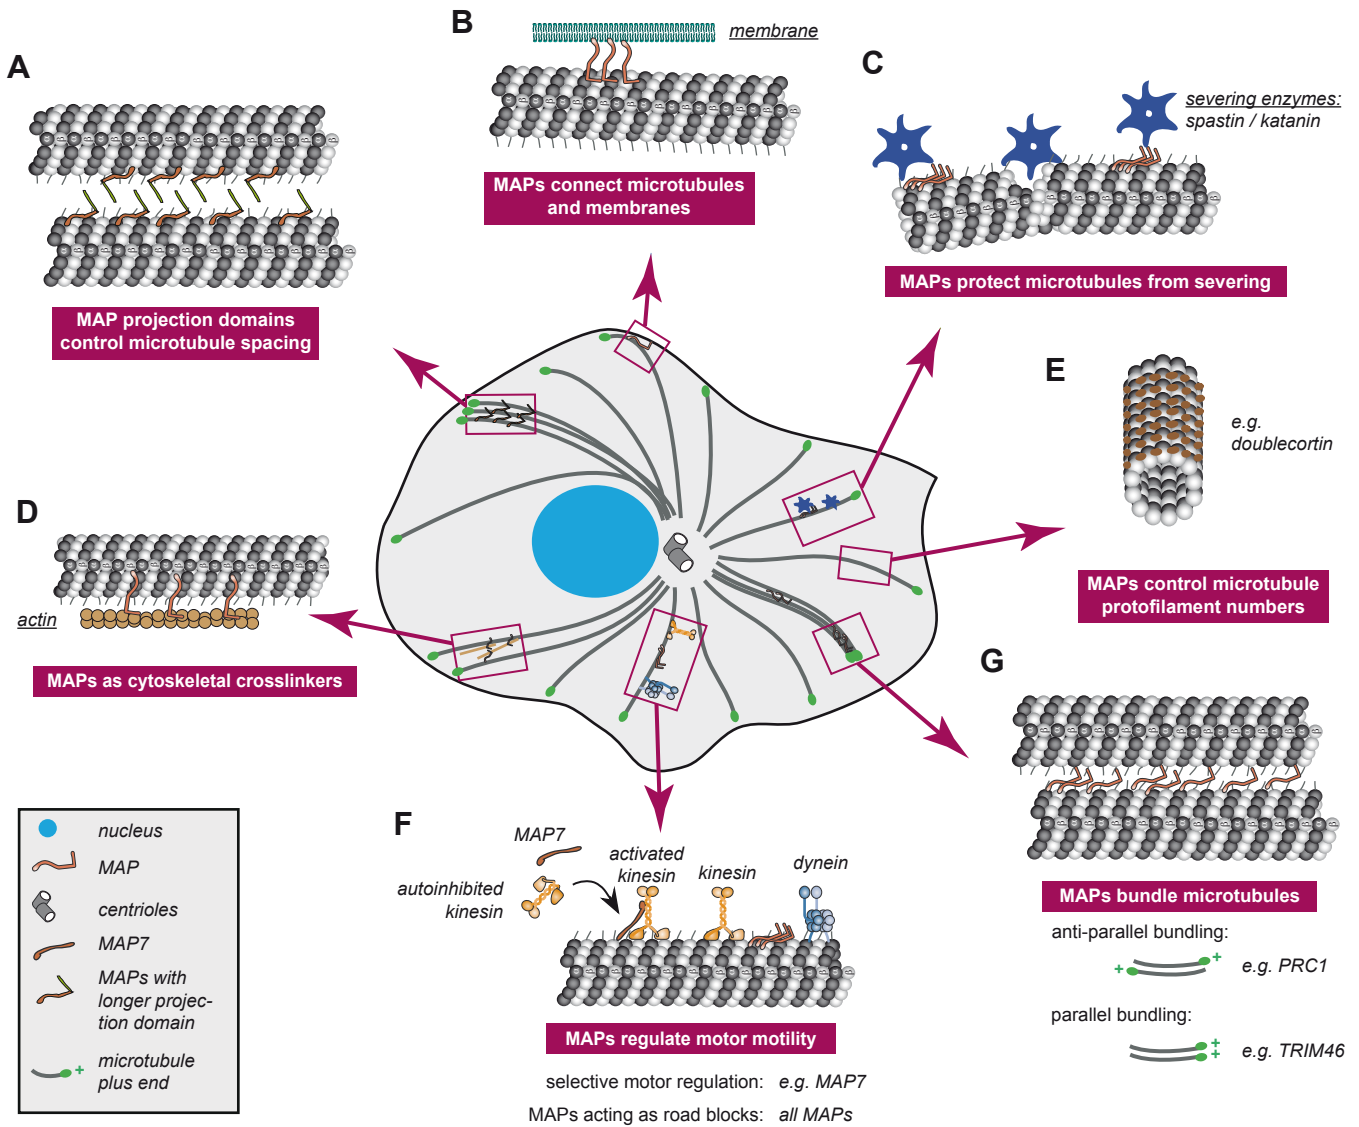 A
MAP projection domains
control microtubule spacing
B
membrane
MAPs connect microtubules
and membranes
C
severing enzymes:
spastin / katanin
MAPs protect microtubules from severing
D
actin
MAPs as cytoskeletal crosslinkers
E
e.g.
doublecortin
MAPs control microtubule
protofilament numbers
F
MAP7
autoinhibited
kinesin
activated
kinesin
kinesin
dynein
MAPs regulate motor motility
selective motor regulation: e.g. MAP7
MAPs acting as road blocks: all MAPs
G
MAPs bundle microtubules
anti-parallel bundling:
+
+
e.g. PRC1
parallel bundling:
+
+
e.g. TRIM46
nucleus
MAP
centrioles
MAP7
MAPs with
longer projec-
tion domain
+
microtubule
plus end